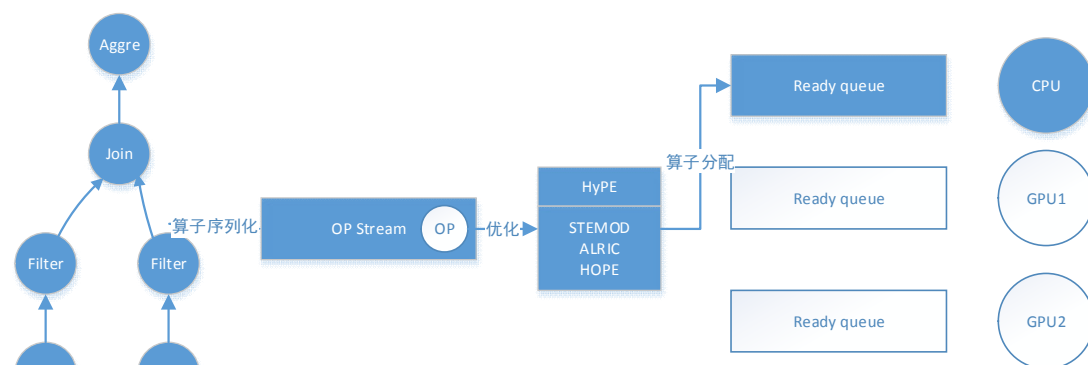 Aggre
Join
Filter
Filter
算子序列化
OP Stream
OP
优化
HyPE
STEMOD
ALRIC
HOPE
算子分配
Ready queue
CPU
Ready queue
GPU1
Ready queue
GPU2